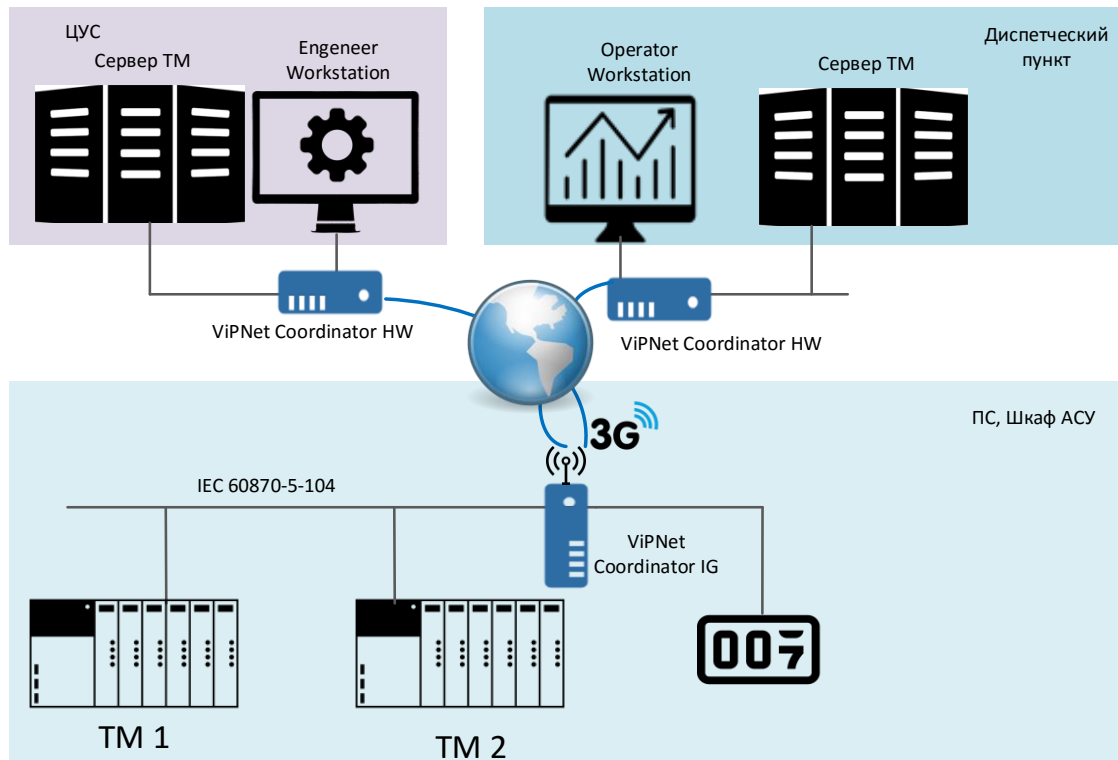 ЦУС
Сервер ТМ
Engeneer
Workstation
Operator
Workstation
Сервер ТМ
Диспетческий
пункт
ViPNet Coordinator HW
ViPNet Coordinator HW
3G
ПС, Шкаф АСУ
IEC 60870-5-104
ViPNet
Coordinator IG
007
ТМ 1
ТМ 2